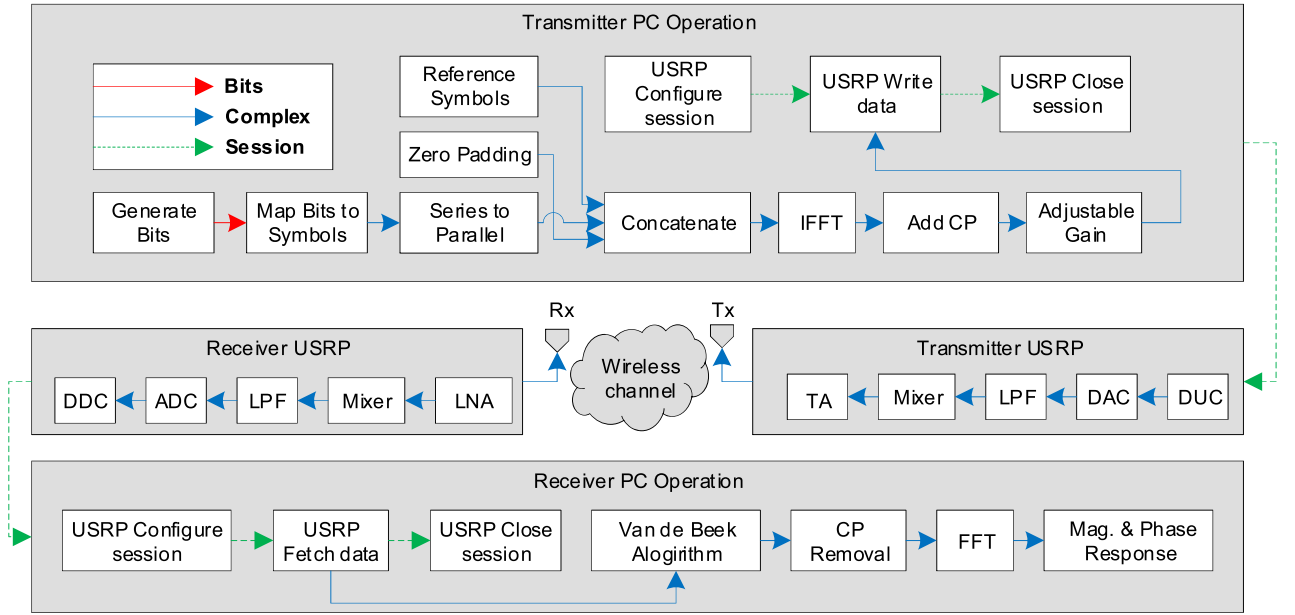 Transmitter PC Operation
Bits
Complex
Session
Reference
Symbols
Zero Padding
USRP
Configure
session
USRP Write
data
USRP Close
session
Generate
Bits
Map Bits to
Symbols
Series to
Parallel
Concatenate
IFFT
Add CP
Adjustable
Gain
Receiver USRP
DDC
ADC
LPF
Mixer
LNA
Rx
Wireless
channel
Tx
Transmitter USRP
TA
Mixer
LPF
DAC
DUC
Receiver PC Operation
USRP Configure
session
USRP
Fetch data
USRP Close
session
Van de Beek
Alogirithm
CP
Removal
FFT
Mag. & Phase
Response